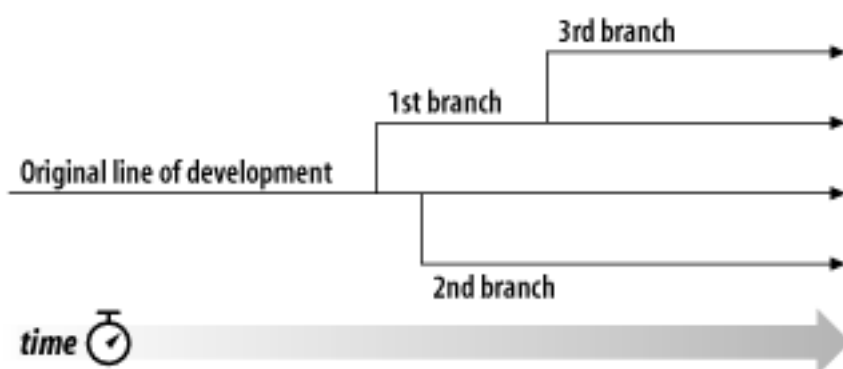 3rd branch
1st branch
Original line of development
2nd branch
time